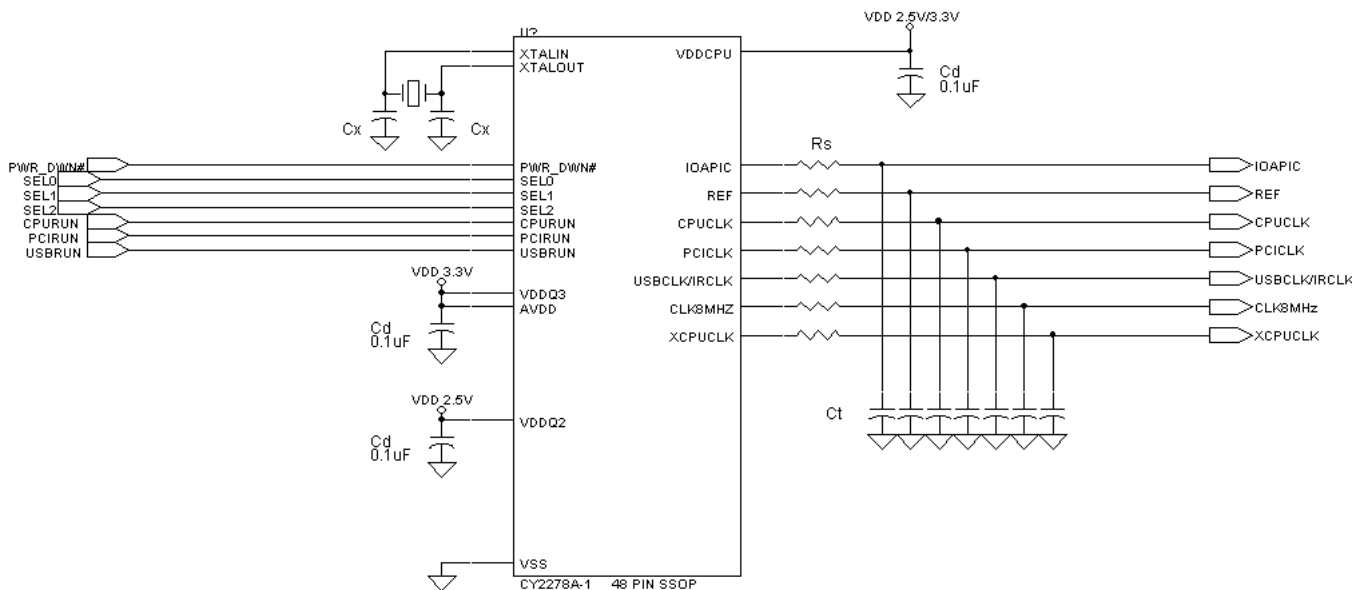 VDD 2.5V/3.3V
U?
XTALIN
XTALOUT
VDDCPU
Cd
0.1uF
Cx
Cx
Rs
PWR_DWN#
PWR_DWN#
IOAPIC
IOAPIC
SEL0
SEL0
SEL1
SEL1
REF
REF
SEL2
SEL2
CPURUN
CPURUN
CPUCLK
CPUCLK
PCIRUN
PCIRUN
USBRUN
USBRUN
PCICLK
PCICLK
VDD 3.3V
USBCLK/IRCLK
USBCLK/IRCLK
VDDQ3
AVDD
CLK8MHZ
CLK8MHz
Cd
0.1uF
XCPUCLK
XCPUCLK
VDD 2.5V
Ct
VDDQ2
Cd
0.1uF
VSS
CY2278A-1 48 PIN SSOP